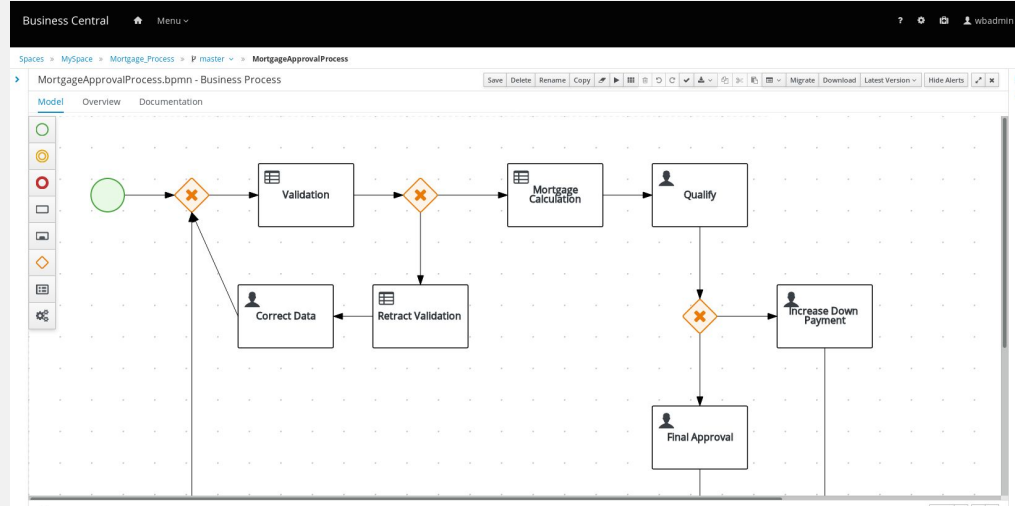 Business Central Menu ? wbadmin
Spaces » MySpace » Mortgage_Process » master » MortgageApprovalProcess
MortgageApprovalProcess.bpmn - Business Process
Save Delete Rename Copy Migrate Download Latest Version Hide Alerts
Model Overview Documentation
Validation
Mortgage
Calculation
Qualify
Correct Data
Retract Validation
Increase Down
Payment
Final Approval